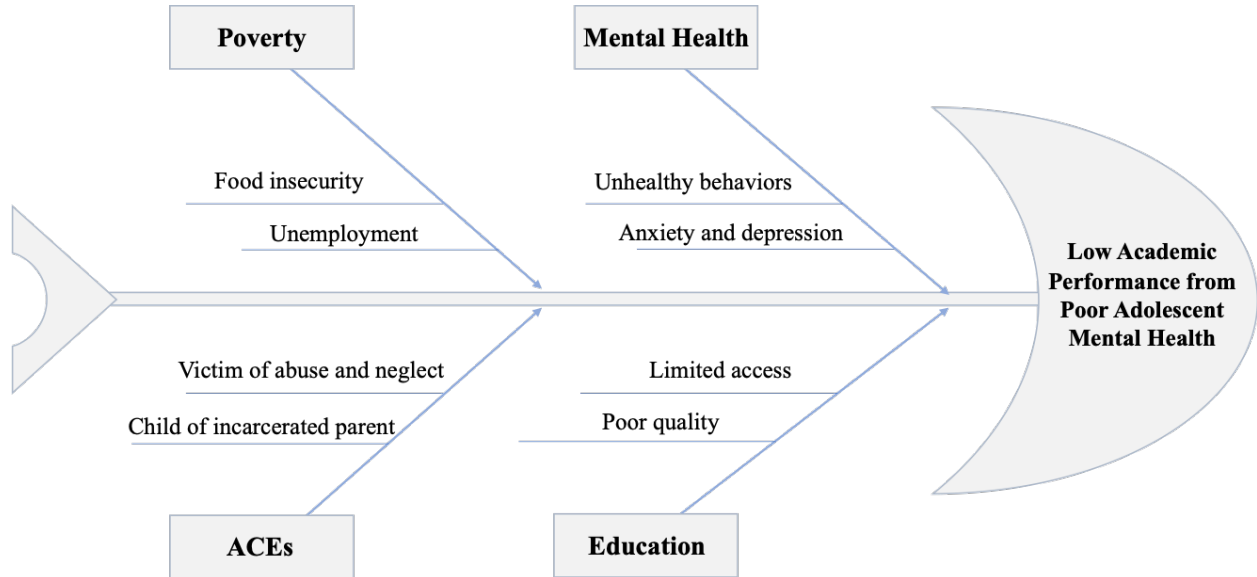 Poverty
Mental Health
Food insecurity
Unemployment
Unhealthy behaviors
Anxiety and depression
Low Academic
Performance from
Poor Adolescent
Mental Health
Victim of abuse and neglect
Child of incarcerated parent
Limited access
Poor quality
ACEs
Education